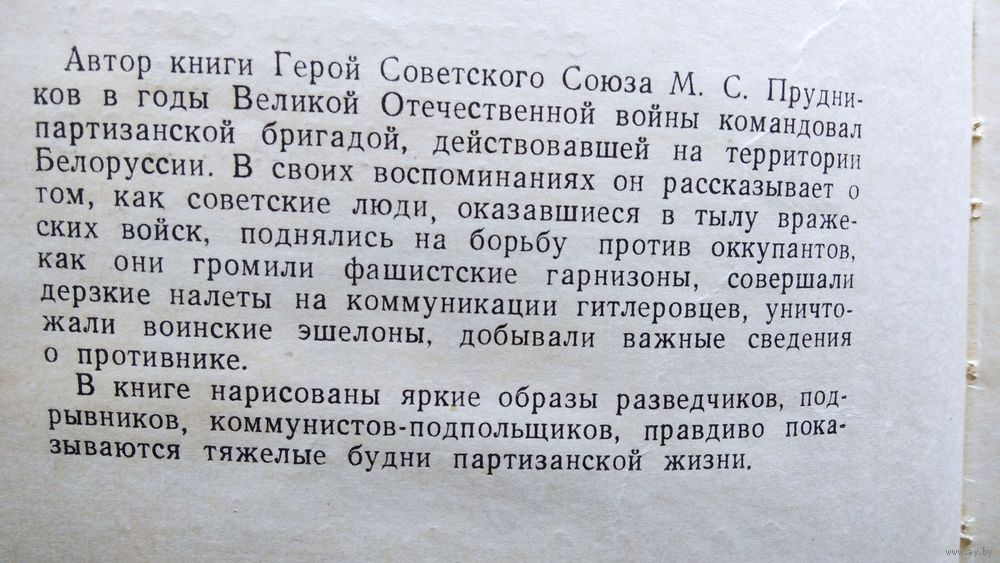 Автор книги Герой Советского Союза М. С. Прудни-
ков в годы Великой Отечественной войны командовал
партизанской бригадой, действовавшей на территории
Белоруссии. В своих воспоминаниях он рассказывает о
том, как советские люди, оказавшиеся в тылу враже-
ских войск, поднялись на борьбу против оккупантов,
как они громили фашистские гарнизоны, совершали
дерзкие налеты на коммуникации гитлеровцев, уничто-
жали воинские эшелоны, добывали важные сведения
о противнике.
В книге нарисованы яркие образы разведчиков, под-
рывников, коммунистов-подпольщиков, правдиво пока-
зываются тяжелые будни партизанской жизни.
www.ay.by